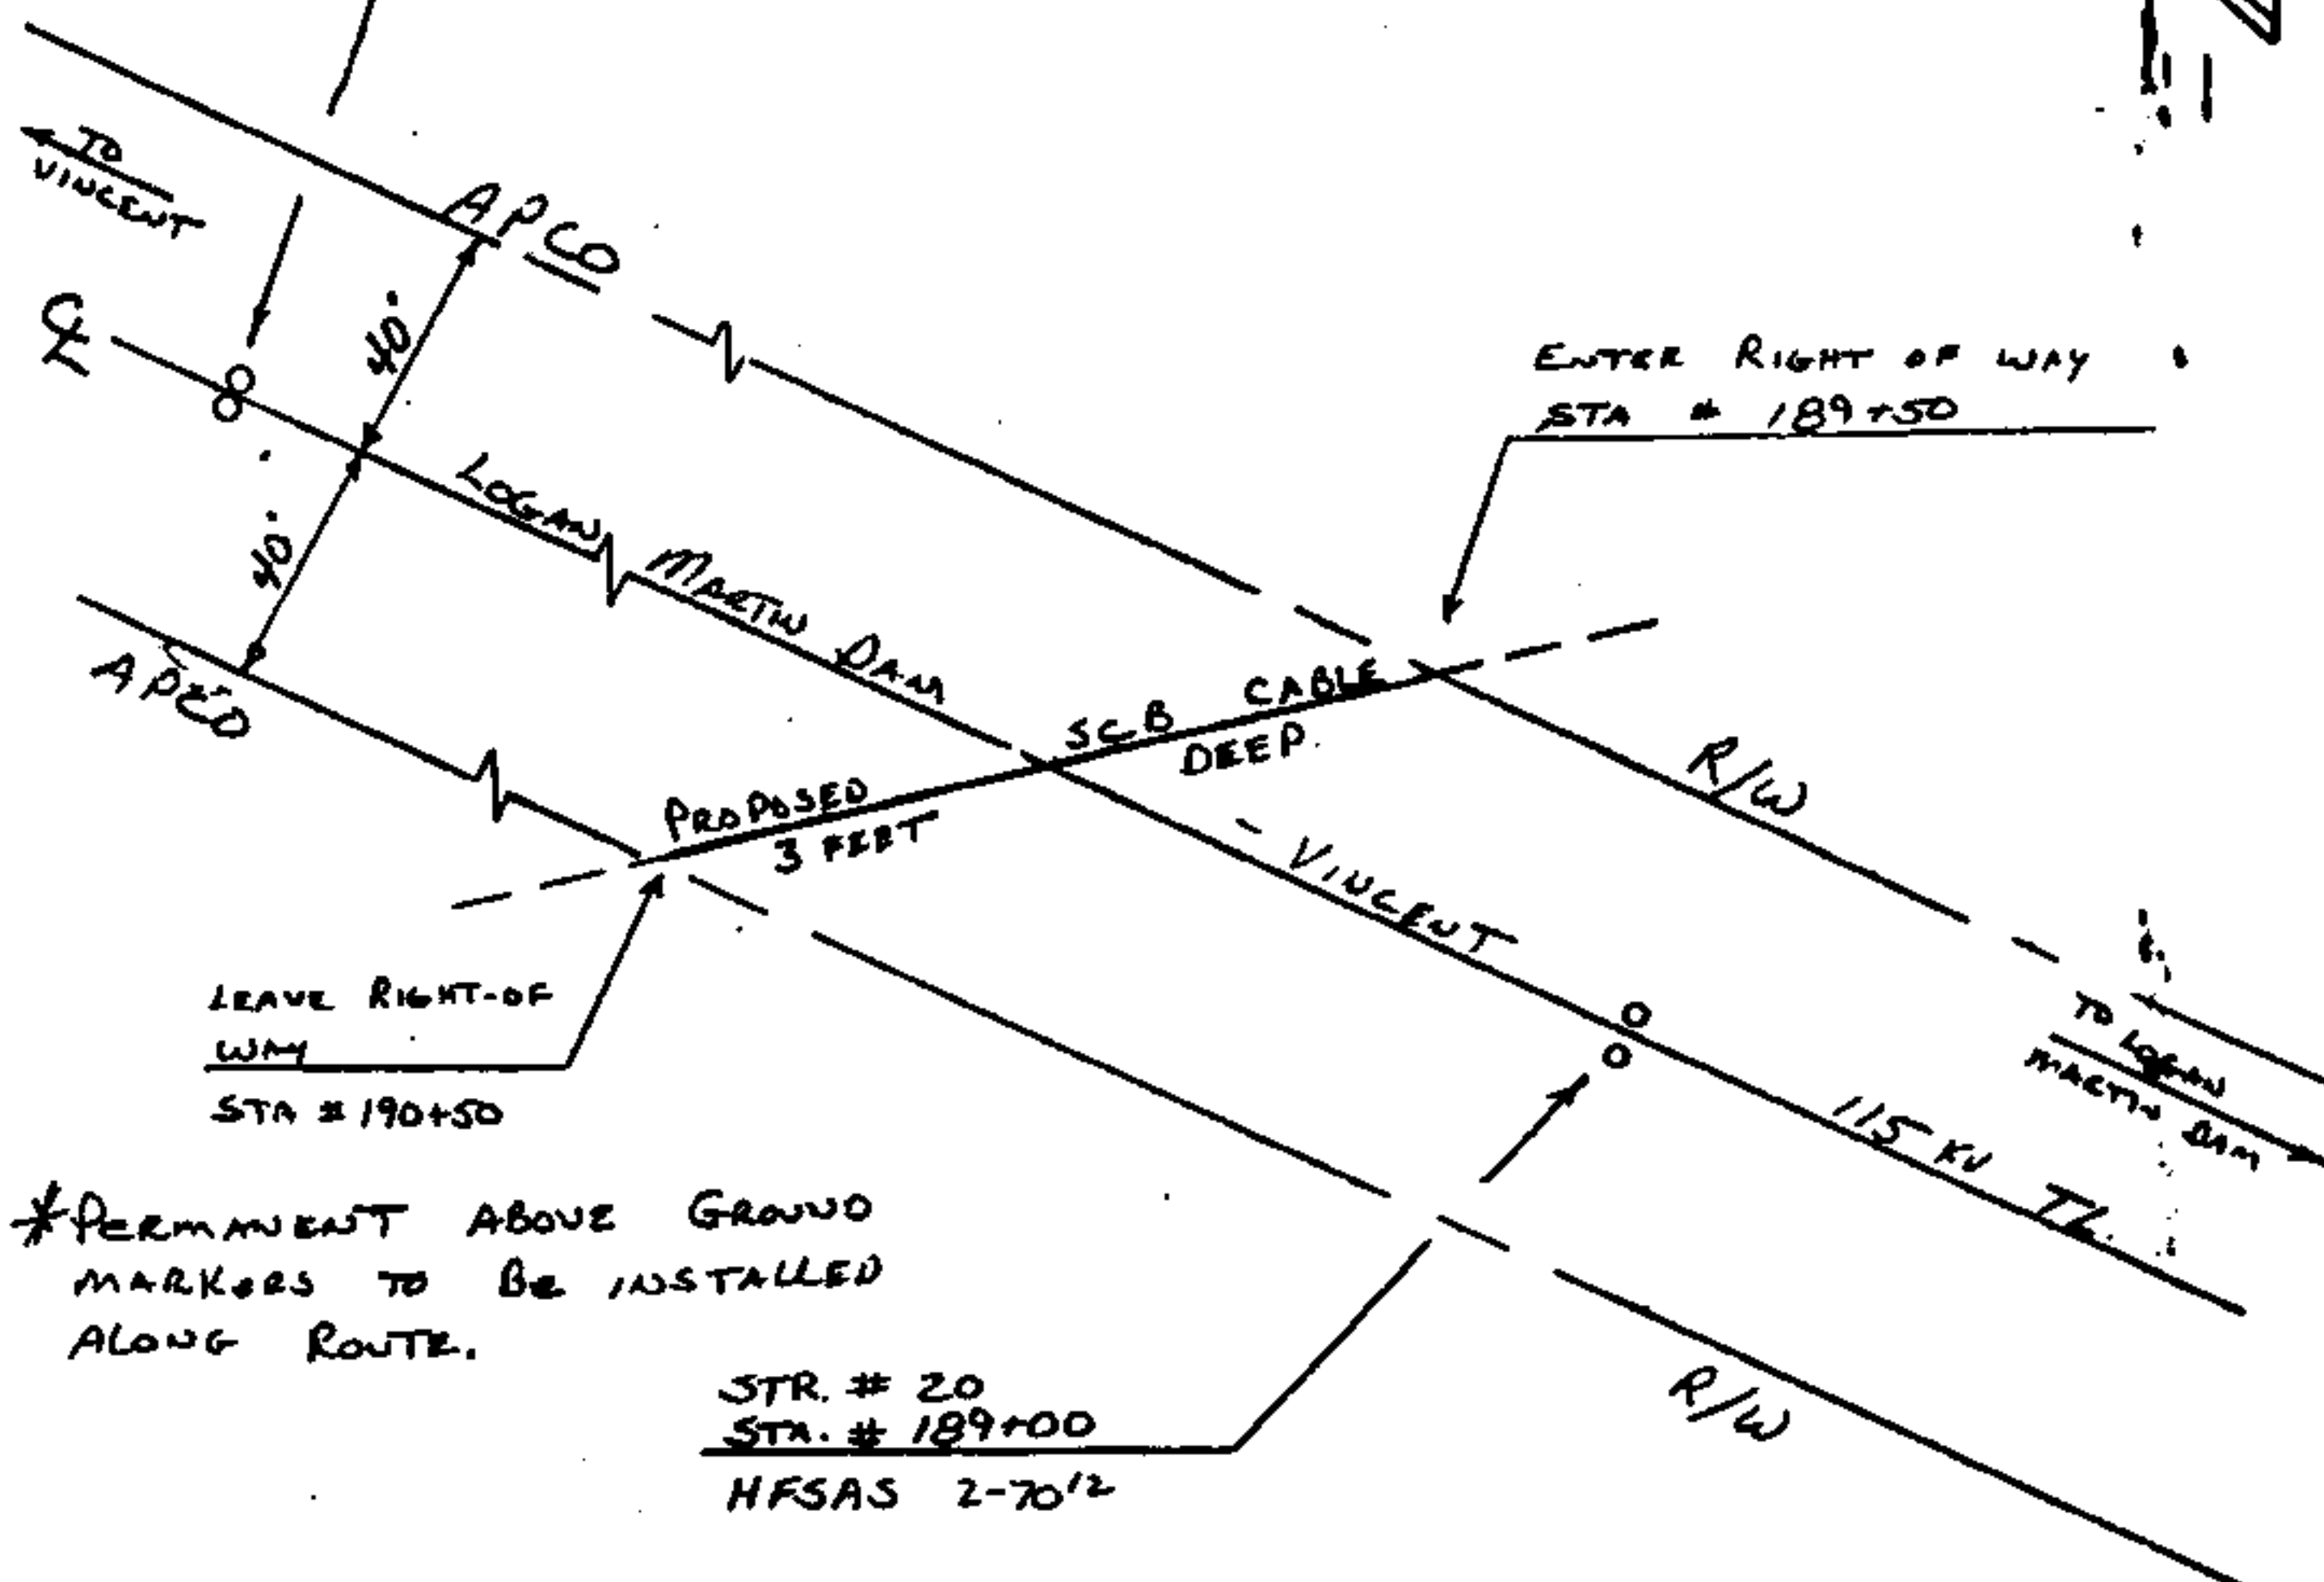 TO
VINCENT
APCO
℄
40'
40'
APCO
LOGAN MARTIN DAM - VINCENT 115 KV TL.
ENTER RIGHT OF WAY
STA # 189+50
PROPOSED SCB CABLE
3 FEET DEEP
R/W
LEAVE RIGHT-OF
WAY
STA # 190+50
TO LOGAN
MARTIN DAM
*PERMANENT ABOVE GROUND
MARKERS TO BE INSTALLED
ALONG ROUTE.
STR. # 20
STA. # 189+00
HFSAS 2-70'2
R/W